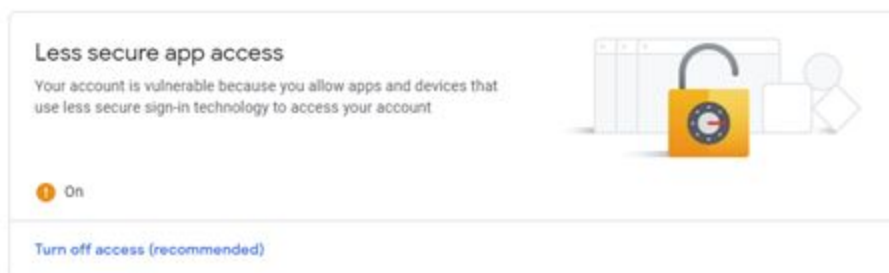 Less secure app access
Your account is vulnerable because you allow apps and devices that
use less secure sign-in technology to access your account
On
Turn off access (recommended)